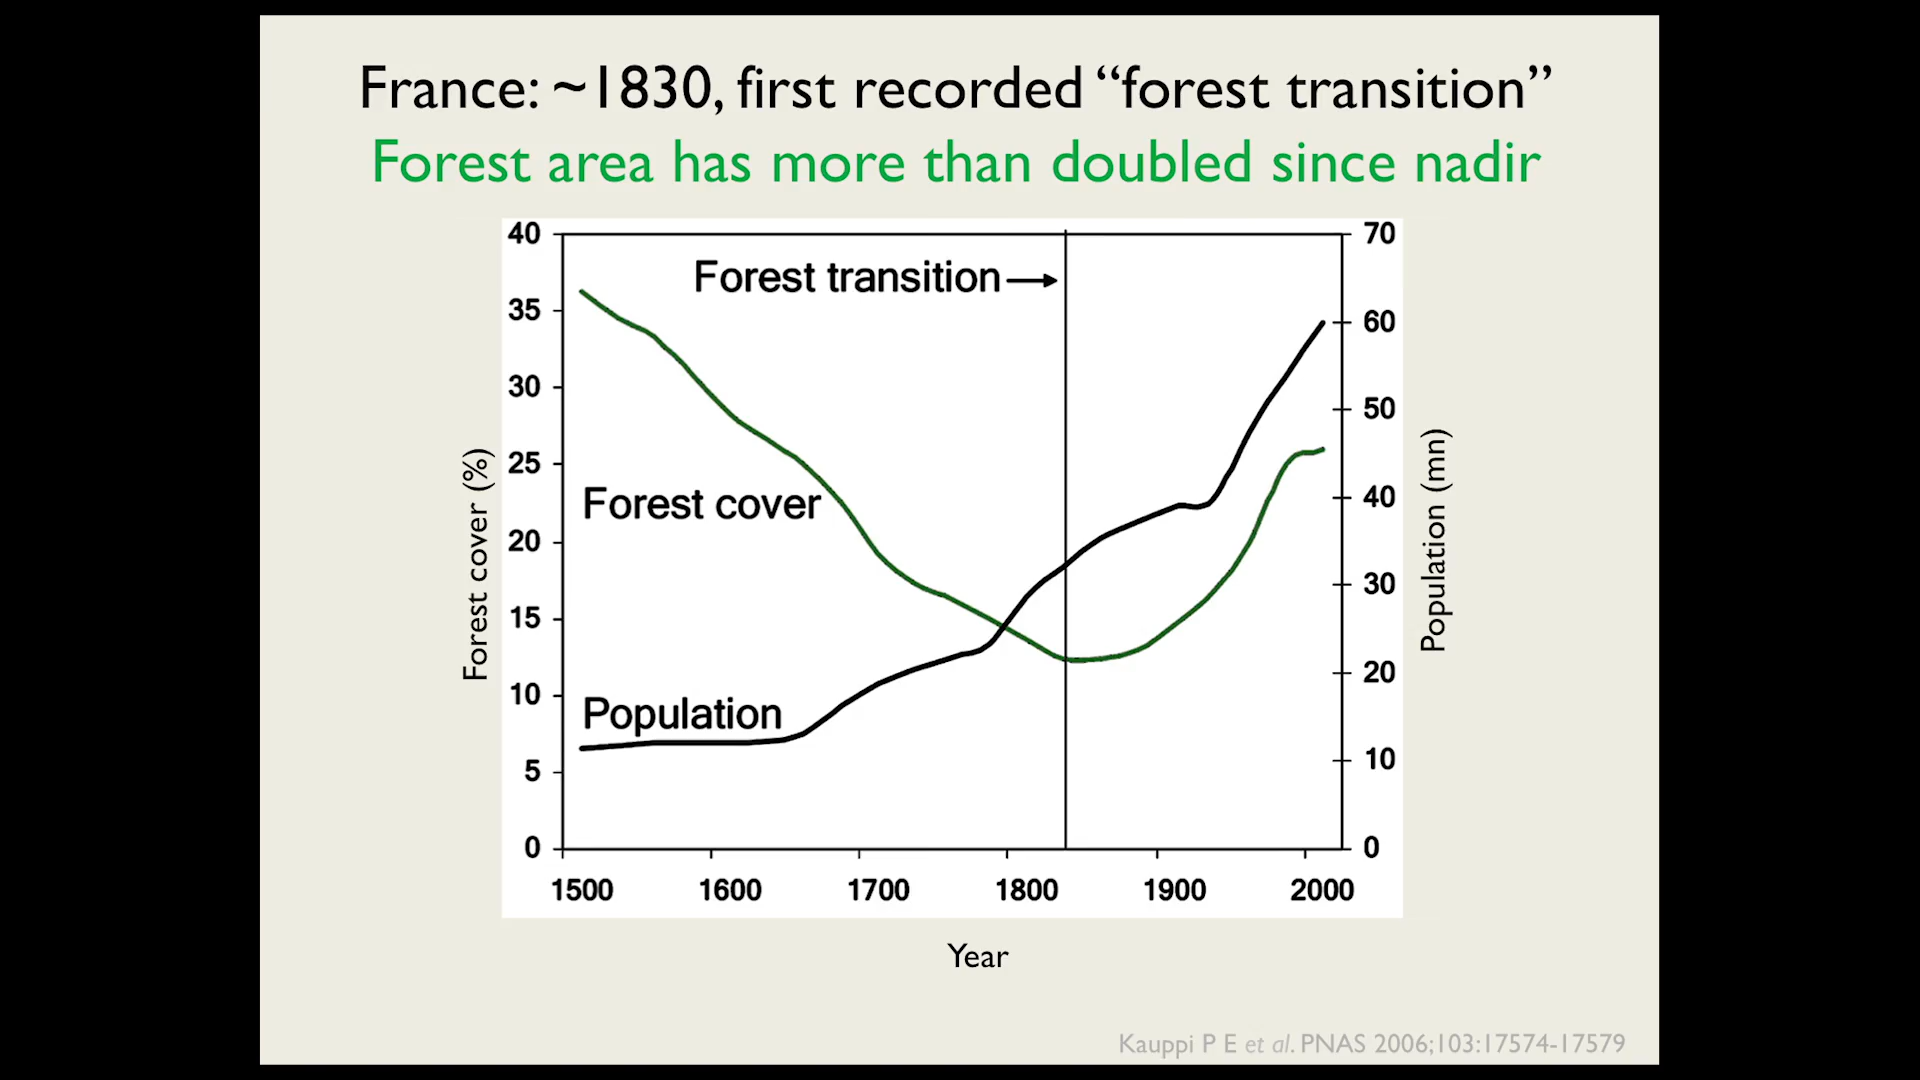 France: ~1830, first recorded “forest transition”
Forest area has more than doubled since nadir
40
35
30
25
20
15
10
5
0
Forest cover (%)
Forest transition
Forest cover
Population
70
60
50
40
30
20
10
0
Population (mn)
1500 1600 1700 1800 1900 2000
Year
Kauppi P E et al. PNAS 2006;103:17574-17579